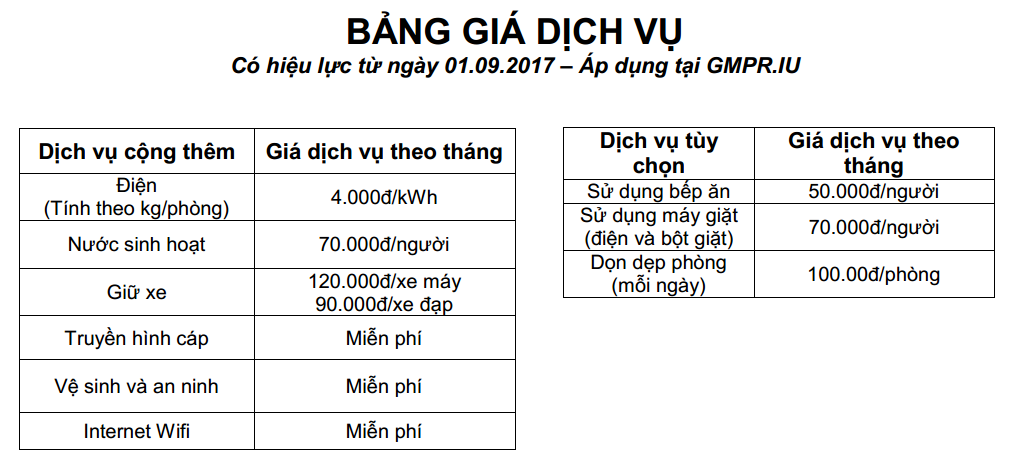 BẢNG GIÁ DỊCH VỤ
Có hiệu lực từ ngày 01.09.2017 – Áp dụng tại GMPR.IU
Dịch vụ cộng thêm
Giá dịch vụ theo tháng
Điện
(Tính theo kg/phòng)
4.000đ/kWh
Nước sinh hoạt
70.000đ/người
Giữ xe
120.000đ/xe máy
90.000đ/xe đạp
Truyền hình cáp
Miễn phí
Vệ sinh và an ninh
Miễn phí
Internet Wifi
Miễn phí
Dịch vụ tùy
chọn
Giá dịch vụ theo
tháng
Sử dụng bếp ăn
50.000đ/người
Sử dụng máy giặt
(điện và bột giặt)
70.000đ/người
Dọn dẹp phòng
(mỗi ngày)
100.00đ/phòng